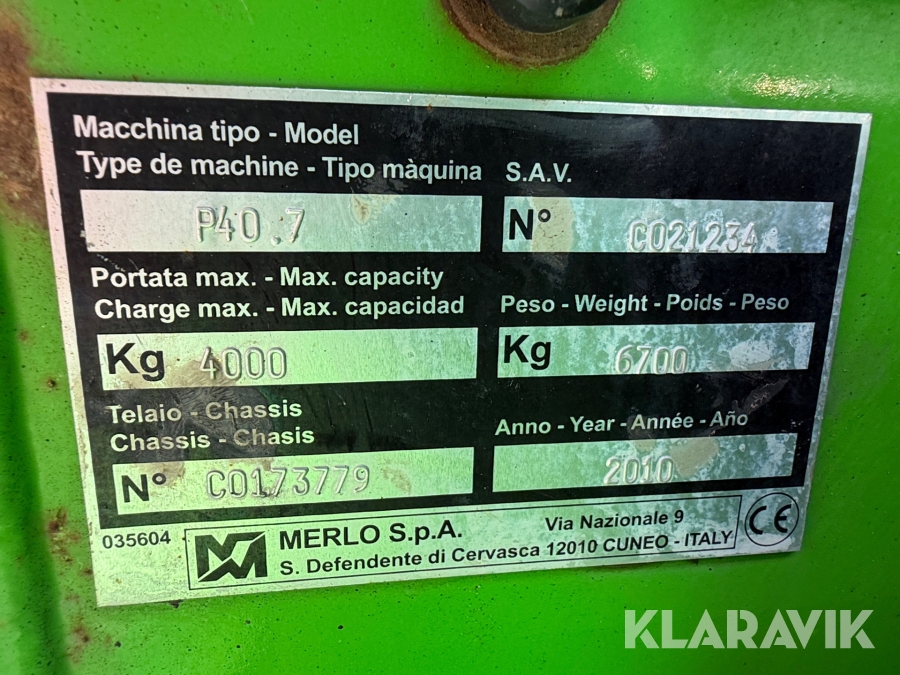 Macchina tipo - Model
Type de machine - Tipo màquina
P40.7
S.A.V.
N° C021234
Portata max. - Max. capacity
Charge max. - Max. capacidad
Kg 4000
Peso - Weight - Poids - Peso
Kg 6700
Telaio - Chassis
Chassis - Chasis
N° C0173779
Anno - Year - Année - Año
2010
035604
MERLO S.p.A.
Via Nazionale 9
S. Defendente di Cervasca 12010 CUNEO - ITALY
CE
KLARAVIK